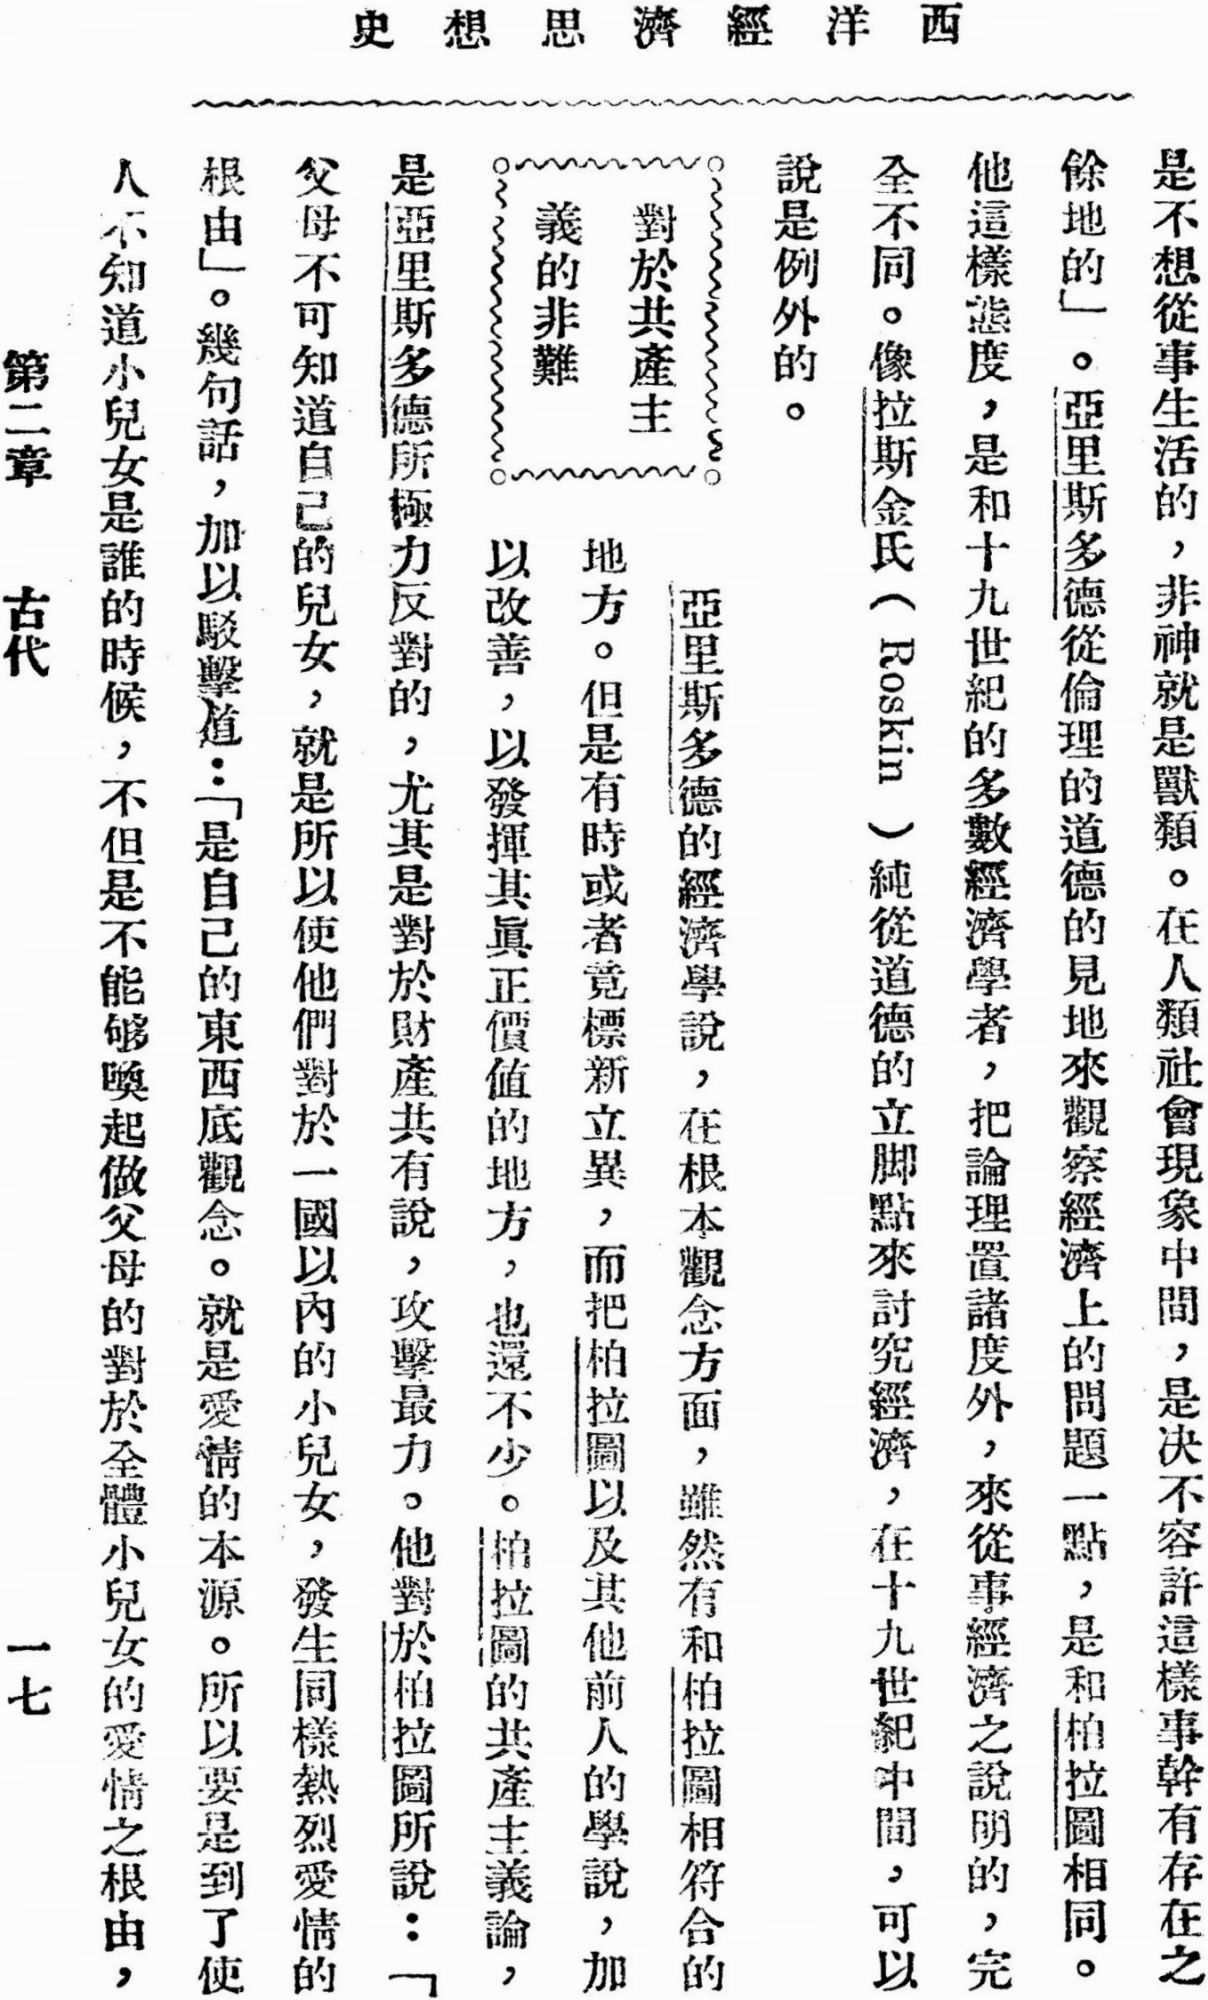 西洋經濟思想史
是不想從事生活的，非神就是獸類。在人類社會現象中間，是決不容許這樣事幹有存在之
餘地的」。亞里斯多德從倫理的道德的見地來觀察經濟上的問題一點，是和柏拉圖相同。
他這樣態度，是和十九世紀的多數經濟學者，把論理置諸度外，來從事經濟之說明的，完
全不同。像拉斯金氏（Roskin）純從道德的立脚點來討究經濟，在十九世紀中間，可以
說是例外的。
對於共產主
義的非難
亞里斯多德的經濟學說，在根本觀念方面，雖然有和柏拉圖相符合的
地方。但是有時或者竟標新立異，而把柏拉圖以及其他前人的學說，加
以改善，以發揮其眞正價值的地方，也還不少。柏拉圖的共產主義論，
是亞里斯多德所極力反對的，尤其是對於財產共有說，攻擊最力。他對於柏拉圖所說：「
父母不可知道自己的兒女，就是所以使他們對於一國以內的小兒女，發生同樣熱烈愛情的
根由」。幾句話，加以駁擊道：「是自己的東西底觀念。就是愛情的本源。所以要是到了使
人不知道小兒女是誰的時候，不但是不能够喚起做父母的對於全體小兒女的愛情之根由，
第二章　古代　一七